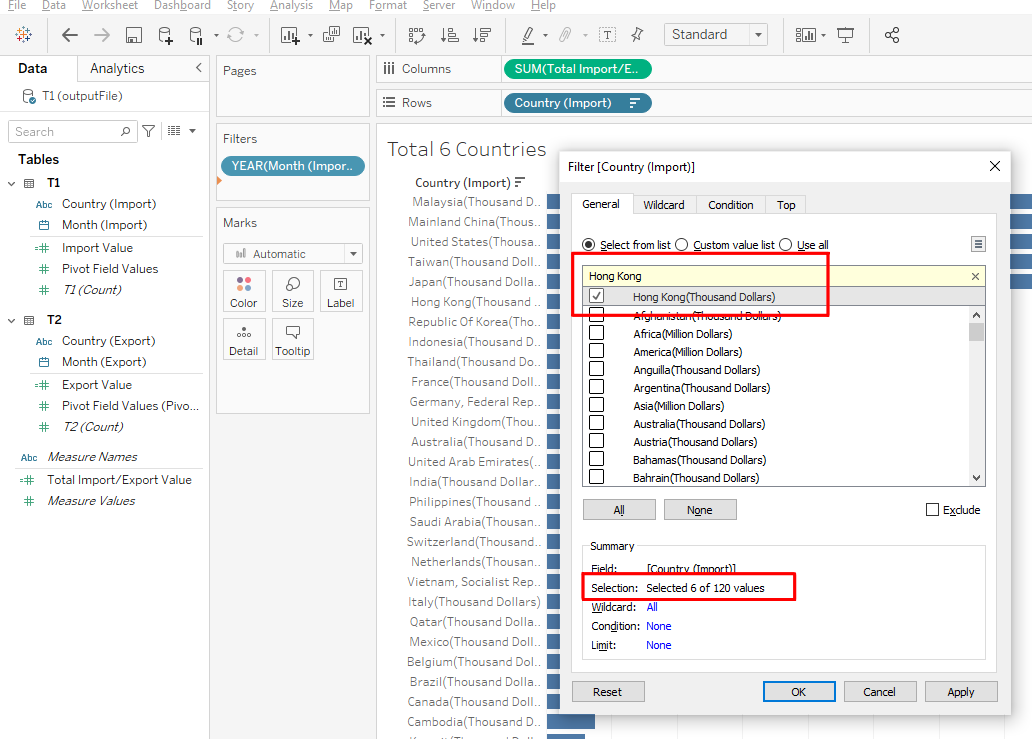 File Data Worksheet Dashboard Story Analysis Map Format Server Window Help
Standard
Data
Analytics
T1 (outputFile)
Search
Tables
T1
Abc Country (Import)
Month (Import)
Import Value
Pivot Field Values
T1 (Count)
T2
Abc Country (Export)
Month (Export)
Export Value
Pivot Field Values (Pivo...
T2 (Count)
Abc Measure Names
Total Import/Export Value
Measure Values
Pages
Filters
YEAR(Month (Impor..
Marks
Automatic
Color
Size
Label
Detail
Tooltip
Columns
SUM(Total Import/E..
Rows
Country (Import)
Total 6 Countries
Country (Import)
Malaysia(Thousand D..
Mainland China(Thous..
United States(Thousa..
Taiwan(Thousand Doll..
Japan(Thousand Dolla..
Hong Kong(Thousand ..
Republic Of Korea(Tho..
Indonesia(Thousand D..
Thailand(Thousand Do..
France(Thousand Doll..
Germany, Federal Rep..
United Kingdom(Thou..
Australia(Thousand D..
United Arab Emirates(..
India(Thousand Dollar..
Philippines(Thousand ..
Saudi Arabia(Thousan..
Switzerland(Thousand..
Netherlands(Thousan..
Vietnam, Socialist Rep..
Italy(Thousand Dollars)
Qatar(Thousand Dolla..
Mexico(Thousand Doll..
Belgium(Thousand Dol..
Brazil(Thousand Dolla..
Canada(Thousand Doll..
Cambodia(Thousand D..
Filter [Country (Import)]
General
Wildcard
Condition
Top
Select from list
Custom value list
Use all
Hong Kong
Hong Kong(Thousand Dollars)
Afghanistan(Thousand Dollars)
Africa(Million Dollars)
America(Million Dollars)
Anguilla(Thousand Dollars)
Argentina(Thousand Dollars)
Asia(Million Dollars)
Australia(Thousand Dollars)
Austria(Thousand Dollars)
Bahamas(Thousand Dollars)
Bahrain(Thousand Dollars)
All
None
Exclude
Summary
Field: [Country (Import)]
Selection: Selected 6 of 120 values
Wildcard: All
Condition: None
Limit: None
Reset
OK
Cancel
Apply